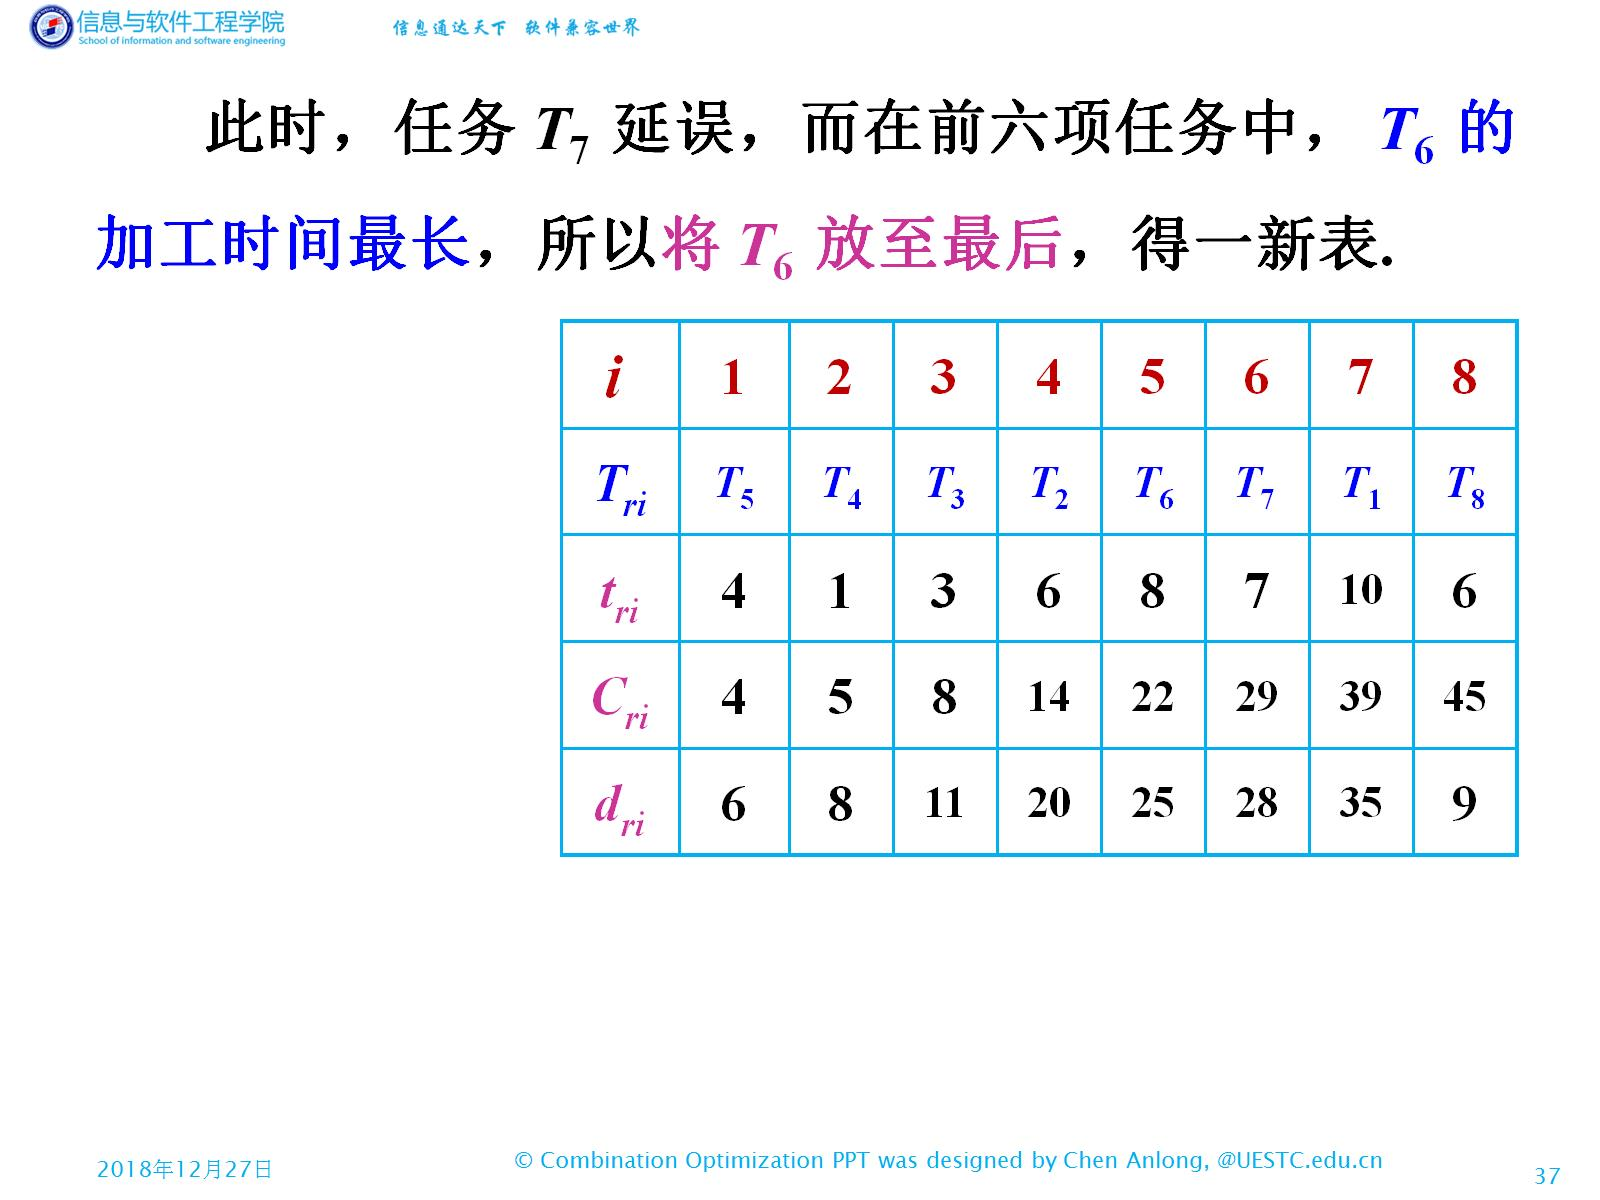 信息与软件工程学院
School of information and software engineering
信息通达天下 软件兼容世界
此时，任务 T7 延误，而在前六项任务中， T6 的
加工时间最长，所以将 T6 放至最后，得一新表.
i 1 2 3 4 5 6 7 8
Tri T5 T4 T3 T2 T6 T7 T1 T8
tri 4 1 3 6 8 7 10 6
Cri 4 5 8 14 22 29 39 45
dri 6 8 11 20 25 28 35 9
2018年12月27日
© Combination Optimization PPT was designed by Chen Anlong, @UESTC.edu.cn
37